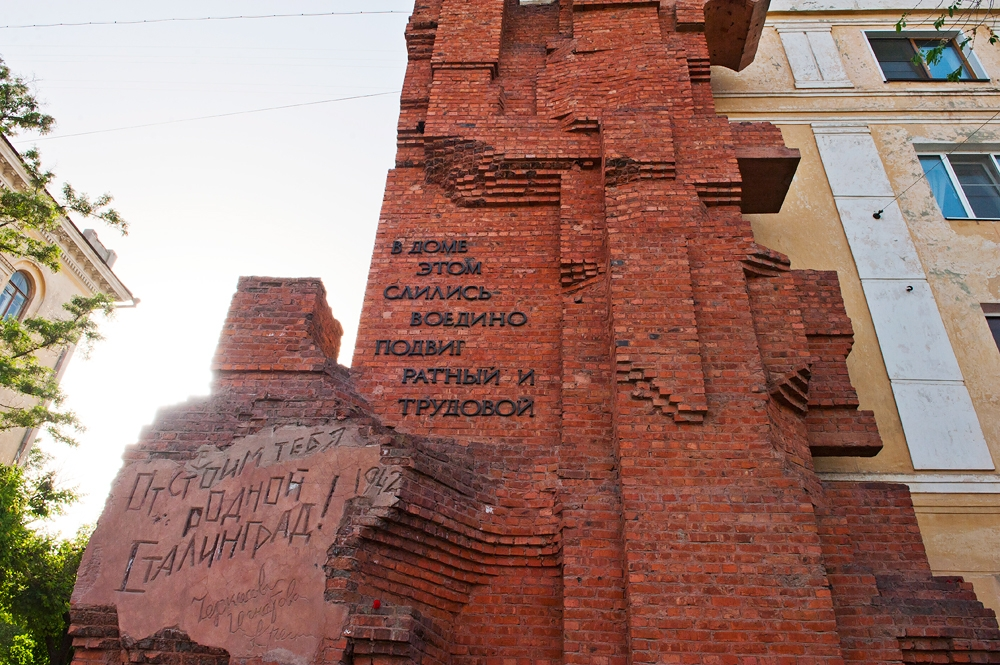 В ДОМЕ
ЭТОМ
СЛИЛИСЬ
ВОЕДИНО
ПОДВИГ
РАТНЫЙ И
ТРУДОВОЙ
ОТСТОИМ ТЕБЯ
РОДНОЙ 1942
СТАЛИНГРАД!